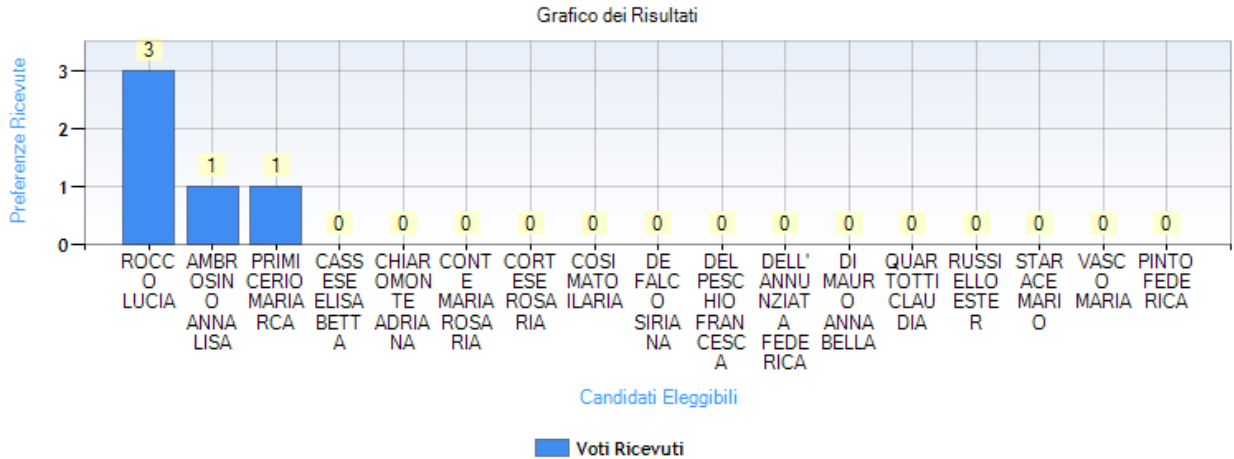 Grafico dei Risultati
Preferenze Ricevute
3
2
1
0
3
1
1
0
0
0
0
0
0
0
0
0
0
0
0
0
0
ROCC
O
LUCIA
AMBR
OSIN
O
ANNA
LISA
PRIMI
CERIO
MARIA
RCA
CASS
ESE
ELISA
BETT
A
CHIAR
OMON
TE
ADRIA
NA
CONT
E
MARIA
ROSA
RIA
CORT
ESE
ROSA
RIA
COSI
MATO
ILARIA
DE
FALC
O
SIRIA
NA
DEL
PESC
HIO
FRAN
CESC
A
DELL'
ANNU
NZIAT
A
FEDE
RICA
DI
MAUR
O
ANNA
BELLA
QUAR
TOTTI
CLAU
DIA
RUSSI
ELLO
ESTE
R
STAR
ACE
MARI
O
VASC
O
MARIA
PINTO
FEDE
RICA
Candidati Eleggibili
Voti Ricevuti